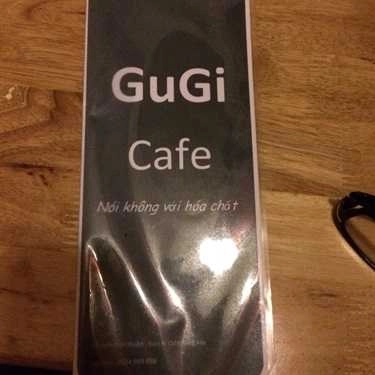 GuGi
Cafe
Nói không với hóa chất